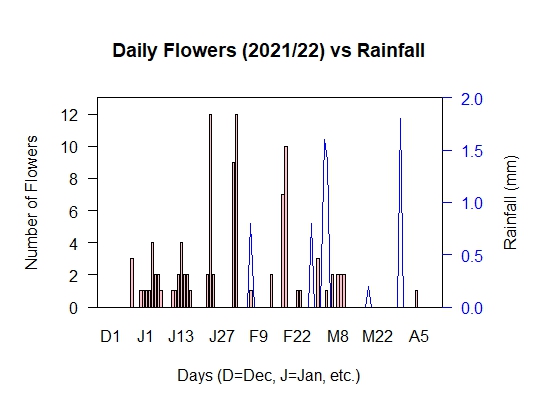 Daily Flowers (2021/22) vs Rainfall
Number of Flowers
12
10
8
6
4
2
0
2.0
1.5
1.0
0.5
0.0
Rainfall (mm)
D1 J1 J13 J27 F9 F22 M8 M22 A5
Days (D=Dec, J=Jan, etc.)